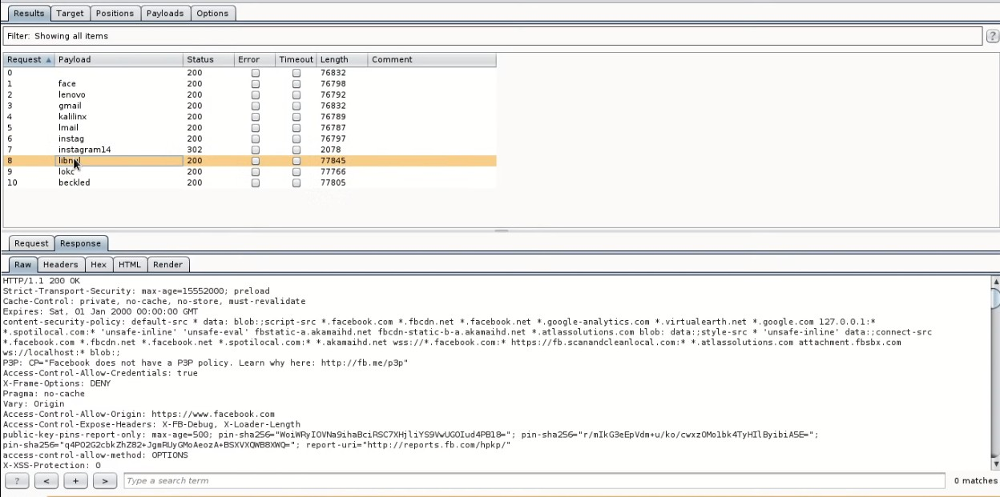 Results Target Positions Payloads Options
Filter: Showing all items ?
Request Payload Status Error Timeout Length Comment
0 200 76832
1 face 200 76798
2 lenovo 200 76792
3 gmail 200 76832
4 kalilinx 200 76789
5 lmail 200 76787
6 instag 200 76797
7 instagram14 302 2078
8 200 77845
9 lokc 200 77766
10 beckled 200 77805
Request Response
Raw Headers Hex HTML Render
HTTP/1.1 200 OK
Strict-Transport-Security: max-age=15552000; preload
Cache-Control: private, no-cache, no-store, must-revalidate
Expires: Sat, 01 Jan 2000 00:00:00 GMT
content-security-policy: default-src * data: blob:;script-src *.facebook.com *.fbcdn.net *.facebook.net *.google-analytics.com *.virtualearth.net *.google.com 127.0.0.1:*
*.spotilocal.com:* 'unsafe-inline' 'unsafe-eval' fbstatic-a.akamaihd.net fbcdn-static-b-a.akamaihd.net *.atlassolutions.com blob: data:;style-src * 'unsafe-inline' data:;connect-src
*.facebook.com *.fbcdn.net *.facebook.net *.spotilocal.com:* *.akamaihd.net wss://*.facebook.com:* https://fb.scanandcleanlocal.com:* *.atlassolutions.com attachment.fbsbx.com
ws://localhost:* blob:;
P3P: CP="Facebook does not have a P3P policy. Learn why here: http://fb.me/p3p"
Access-Control-Allow-Credentials: true
X-Frame-Options: DENY
Pragma: no-cache
Vary: Origin
Access-Control-Allow-Origin: https://www.facebook.com
Access-Control-Expose-Headers: X-FB-Debug, X-Loader-Length
public-key-pins-report-only: max-age=500; pin-sha256="WoiWRyIOVNa9ihaBciRSC7XHjliYS9VwUGOIud4PB18="; pin-sha256="r/mIkG3eEpVdm+u/ko/cwxzOMo1bk4TyHIlByibiA5E=";
pin-sha256="q4PO2G2cbkZhZ82+JgmRUyGMoAeozA+BSXVXQWB8XWQ="; report-uri="http://reports.fb.com/hpkp/"
access-control-allow-method: OPTIONS
X-XSS-Protection: 0
? < + > Type a search term 0 matches